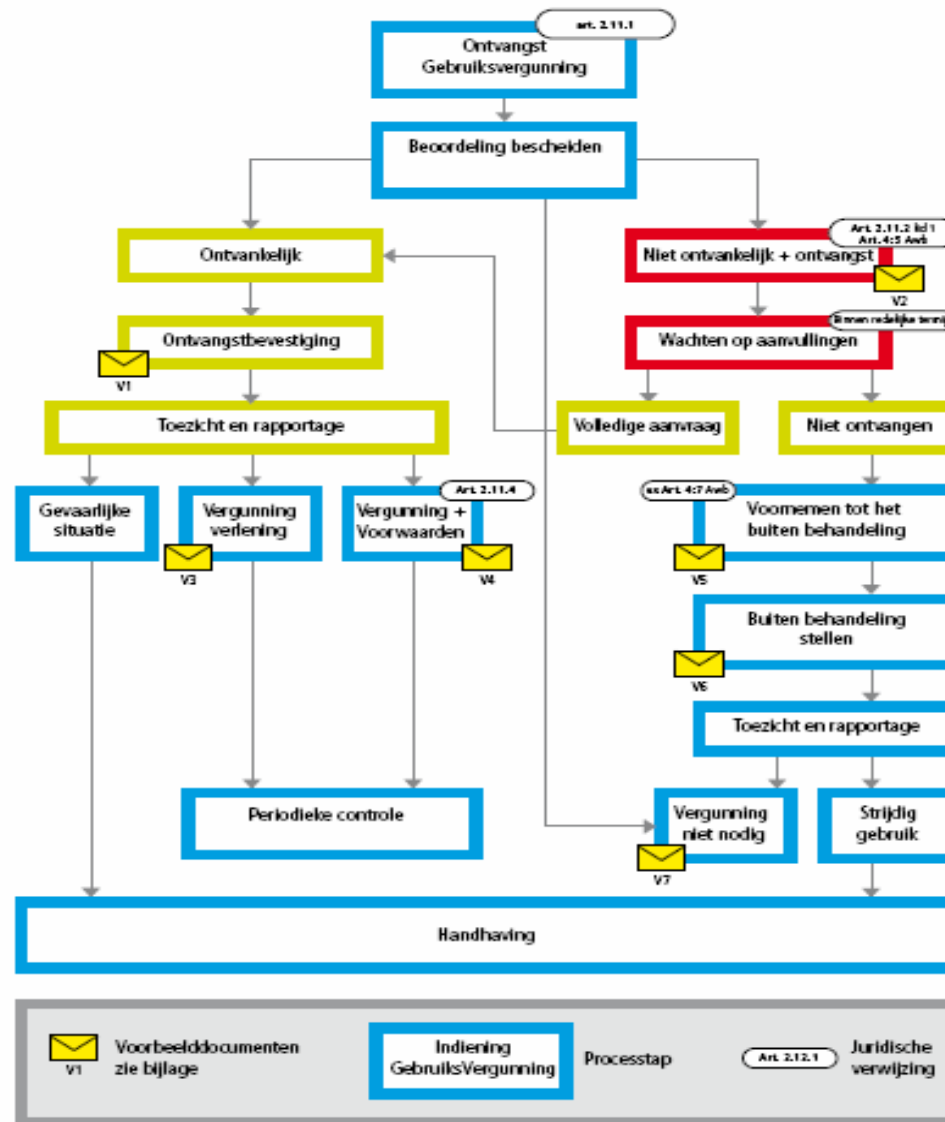 art. 2.11.1
Ontvangst
Gebruiksvergunning
Beoordeling bescheiden
Ontvankelijk
Art. 2.11.2 lid 1
Art. 4:5 Awb
Niet ontvankelijk + ontvangst
V2
Ontvangstbevestiging
V1
Binnen redelijke termij
Wachten op aanvullingen
Toezicht en rapportage
Volledige aanvraag
Niet ontvangen
Gevaarlijke
situatie
Vergunning
verlening
V3
Art. 2.11.4
Vergunning +
Voorwaarden
V4
ex Art. 4:7 Awb
Voornemen tot het
buiten behandeling
V5
Buiten behandeling
stellen
V6
Toezicht en rapportage
Periodieke controle
Vergunning
niet nodig
V7
Strijdig
gebruik
Handhaving
V1
Voorbeelddocumenten
zie bijlage
Indiening
GebruiksVergunning
Processtap
Art. 2.12.1
Juridische
verwijzing